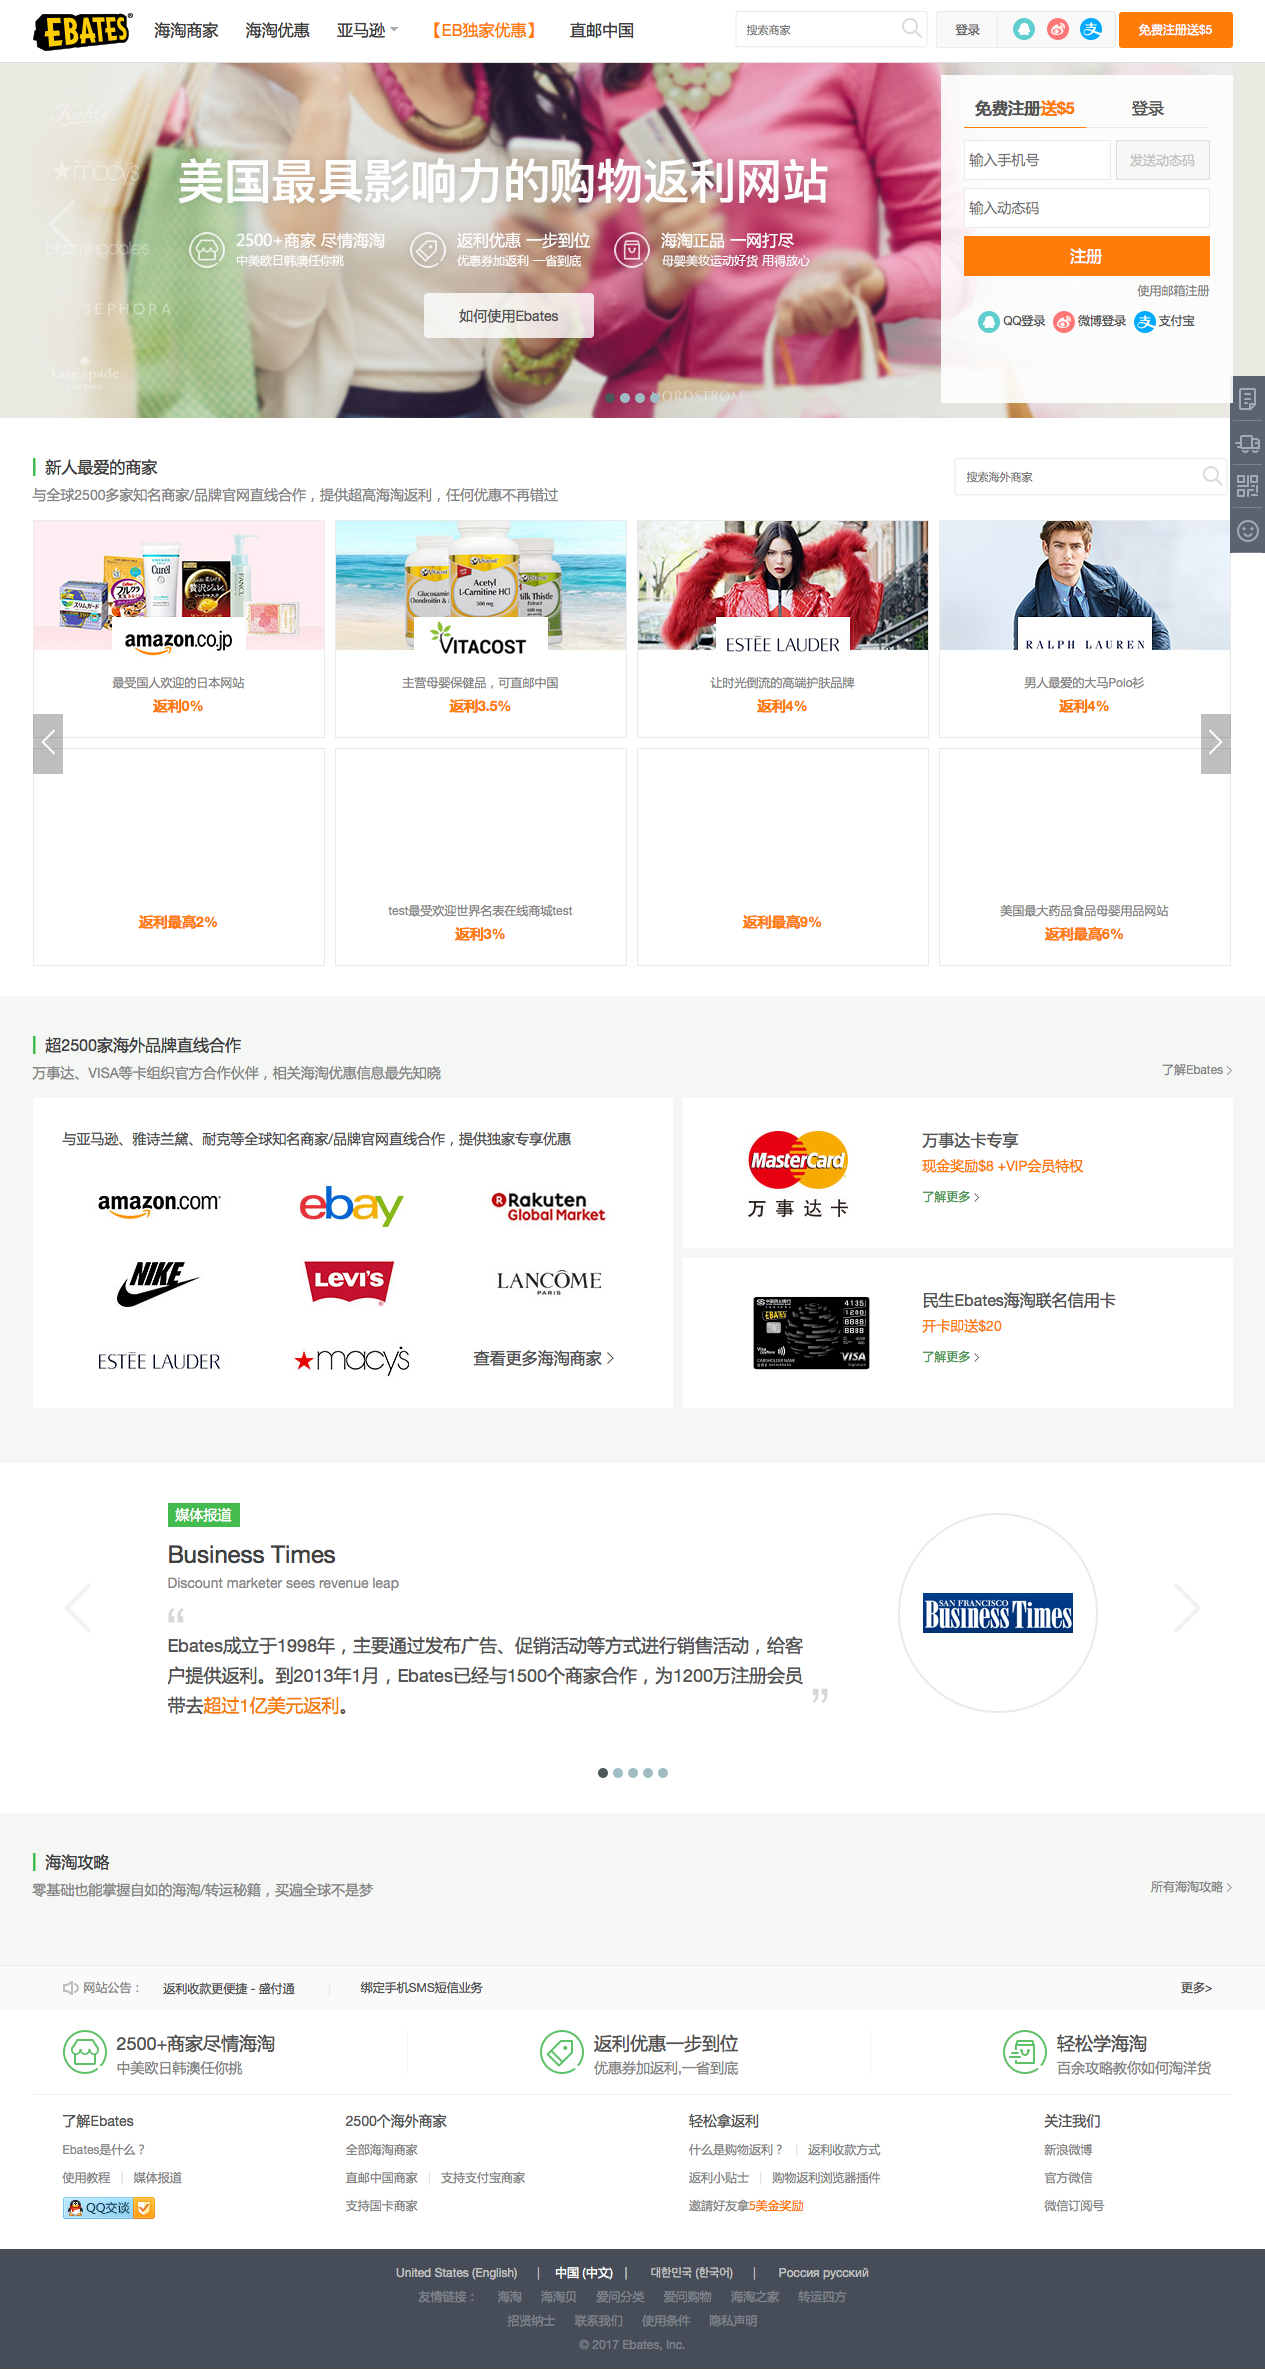 EBATES®
海淘商家 海淘优惠 亚马逊 【EB独家优惠】 直邮中国
搜索商家
登录
免费注册送$5
Kiehl's
★macy's
bloomingdale's
SEPHORA
kate spade
NORDSTROM
美国最具影响力的购物返利网站
2500+商家 尽情海淘
中美欧日韩澳任你挑
返利优惠 一步到位
优惠券加返利 一省到底
海淘正品 一网打尽
母婴美妆运动好货 用得放心
如何使用Ebates
免费注册送$5 登录
输入手机号 发送动态码
输入动态码
注册
使用邮箱注册
QQ登录 微博登录 支付宝
新人最爱的商家
与全球2500多家知名商家/品牌官网直线合作，提供超高海淘返利，任何优惠不再错过
搜索海外商家
Curél
amazon.co.jp
最受国人欢迎的日本网站
返利0%
Vitacost
Acetyl
L-Carnitine HCl
500 mg
Glucosamine
Chondroitin &
Milk Thistle
Extract
VITACOST
主营母婴保健品，可直邮中国
返利3.5%
ESTĒE LAUDER
让时光倒流的高端护肤品牌
返利4%
RALPH LAUREN
男人最爱的大马Polo衫
返利4%
返利最高2%
test最受欢迎世界名表在线商城test
返利3%
返利最高9%
美国最大药品食品母婴用品网站
返利最高6%
超2500家海外品牌直线合作
万事达、VISA等卡组织官方合作伙伴，相关海淘优惠信息最先知晓
了解Ebates
与亚马逊、雅诗兰黛、耐克等全球知名商家/品牌官网直线合作，提供独家专享优惠
amazon.com
ebay
Rakuten
Global Market
NIKE
LEVI'S
LANCÔME
PARIS
ESTĒE LAUDER
★macy's
查看更多海淘商家
MasterCard
万事达卡
万事达卡专享
现金奖励$8 +VIP会员特权
了解更多
EBATES
4135
1208
8888
8888
CARDHOLDER NAME
VISA
Signature
民生Ebates海淘联名信用卡
开卡即送$20
了解更多
媒体报道
Business Times
Discount marketer sees revenue leap
“
Ebates成立于1998年，主要通过发布广告、促销活动等方式进行销售活动，给客
户提供返利。到2013年1月，Ebates已经与1500个商家合作，为1200万注册会员
带去超过1亿美元返利。
”
SAN FRANCISCO
Business Times
海淘攻略
零基础也能掌握自如的海淘/转运秘籍，买遍全球不是梦
所有海淘攻略
网站公告： 返利收款更便捷 - 盛付通 | 绑定手机SMS短信业务 更多>
2500+商家尽情海淘
中美欧日韩澳任你挑
返利优惠一步到位
优惠券加返利,一省到底
轻松学海淘
百余攻略教你如何淘洋货
了解Ebates
Ebates是什么？
使用教程 | 媒体报道
QQ交谈
2500个海外商家
全部海淘商家
直邮中国商家 | 支持支付宝商家
支持国卡商家
轻松拿返利
什么是购物返利？ | 返利收款方式
返利小贴士 | 购物返利浏览器插件
邀請好友拿5美金奖励
关注我们
新浪微博
官方微信
微信订阅号
United States (English) | 中国 (中文) | 대한민국 (한국어) | Россия русский
友情链接： 海淘 海淘贝 爱问分类 爱问购物 海淘之家 转运四方
招贤纳士 联系我们 使用条件 隐私声明
© 2017 Ebates, Inc.